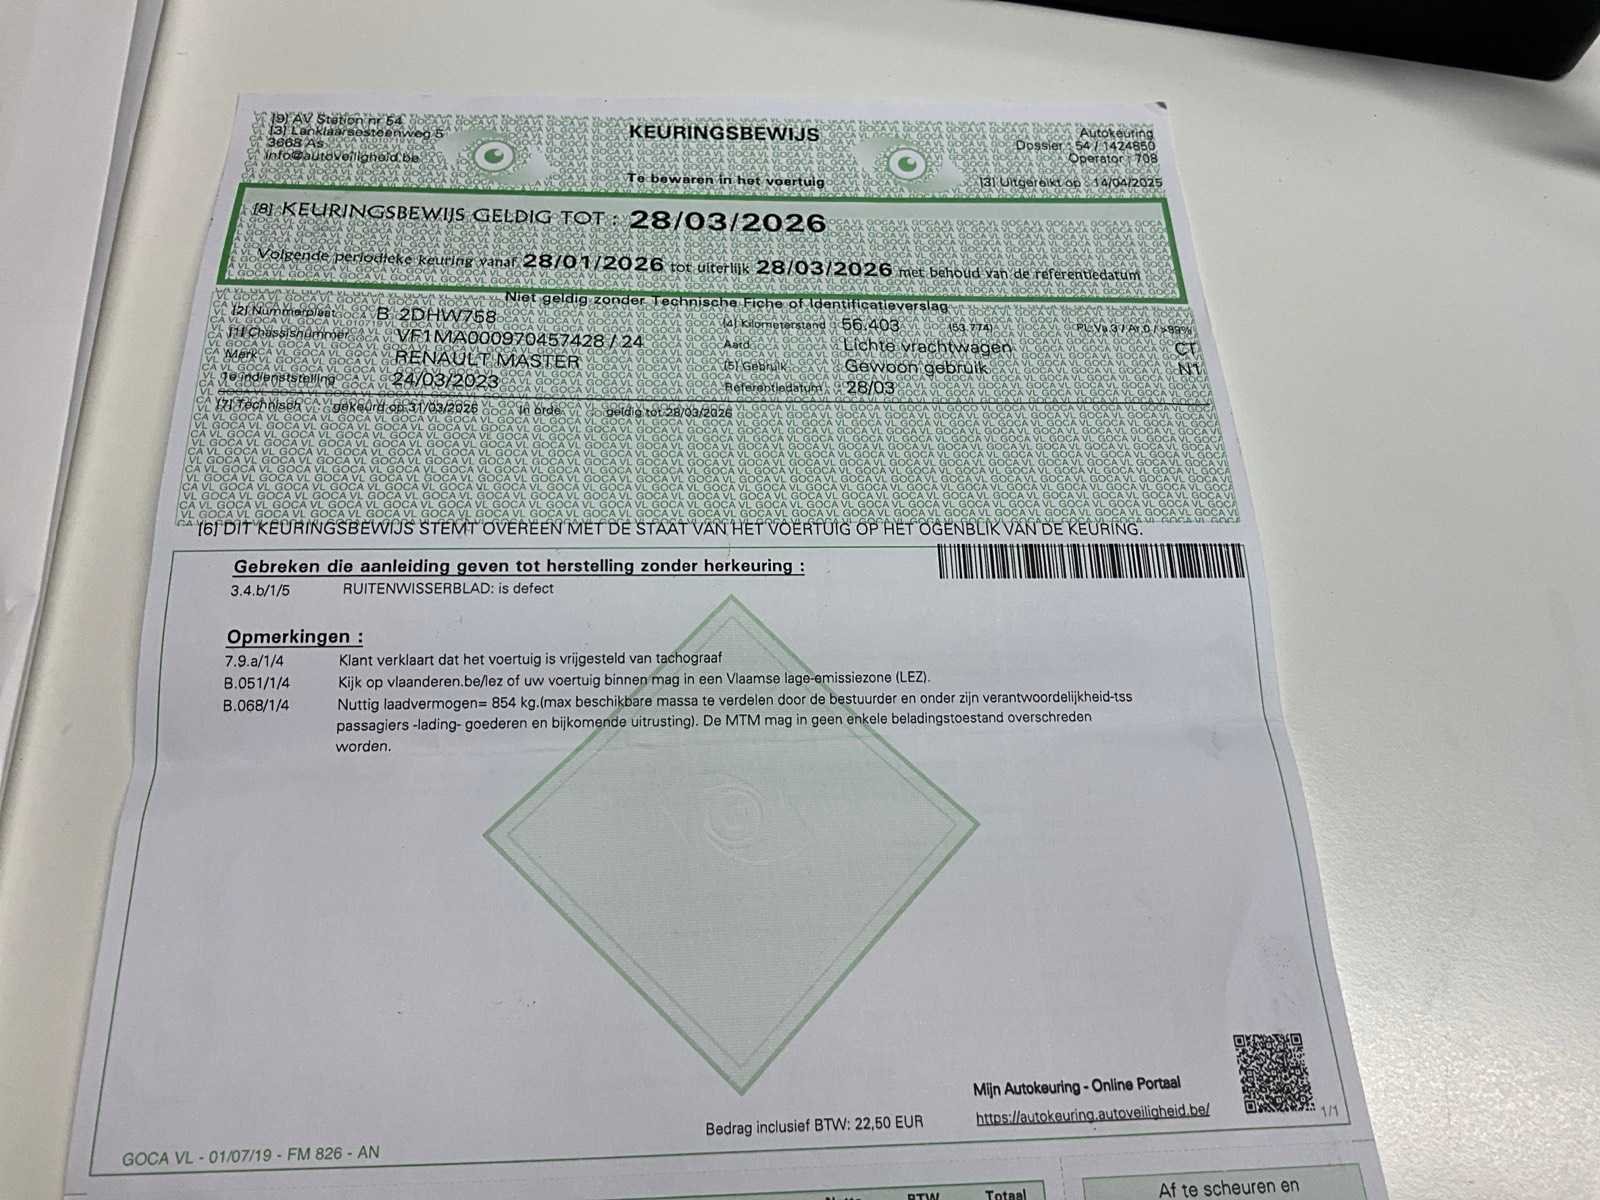 [9] AV Station nr 54
[3] Lanklaarsesteenweg 5
3668 As
info@autoveiligheid.be
KEURINGSBEWIJS
Te bewaren in het voertuig
Autokeuring
Dossier : 54 / 1424850
Operator : 708
[3] Uitgereikt op : 14/04/2025
[8] KEURINGSBEWIJS GELDIG TOT : 28/03/2026
Volgende periodieke keuring vanaf 28/01/2026 tot uiterlijk 28/03/2026 met behoud van de referentiedatum
Niet geldig zonder Technische Fiche of Identificatieverslag
[2] Nummerplaat : B 2DHW758
[1] Chassisnummer VF1MA000970457428 / 24
Merk RENAULT MASTER
1e indienststelling 24/03/2023
[4] Kilometerstand : 56.403 (53.774) PL:Va 3 / Ar 0 / >99%
Aard : Lichte vrachtwagen CT
[5] Gebruik : Gewoon gebruik N1
Referentiedatum : 28/03
[7] Technisch : gekeurd op 31/03/2025 In orde geldig tot 28/03/2026
[6] DIT KEURINGSBEWIJS STEMT OVEREEN MET DE STAAT VAN HET VOERTUIG OP HET OGENBLIK VAN DE KEURING.
Gebreken die aanleiding geven tot herstelling zonder herkeuring :
3.4.b/1/5 RUITENWISSERBLAD: is defect
Opmerkingen :
7.9.a/1/4 Klant verklaart dat het voertuig is vrijgesteld van tachograaf
B.051/1/4 Kijk op vlaanderen.be/lez of uw voertuig binnen mag in een Vlaamse lage-emissiezone (LEZ).
B.068/1/4 Nuttig laadvermogen= 854 kg.(max beschikbare massa te verdelen door de bestuurder en onder zijn verantwoordelijkheid-tss
passagiers -lading- goederen en bijkomende uitrusting). De MTM mag in geen enkele beladingstoestand overschreden
worden.
Mijn Autokeuring - Online Portaal
https://autokeuring.autoveiligheid.be/
1/1
Bedrag inclusief BTW: 22,50 EUR
GOCA VL - 01/07/19 - FM 826 - AN
BTW Totaal
Af te scheuren en